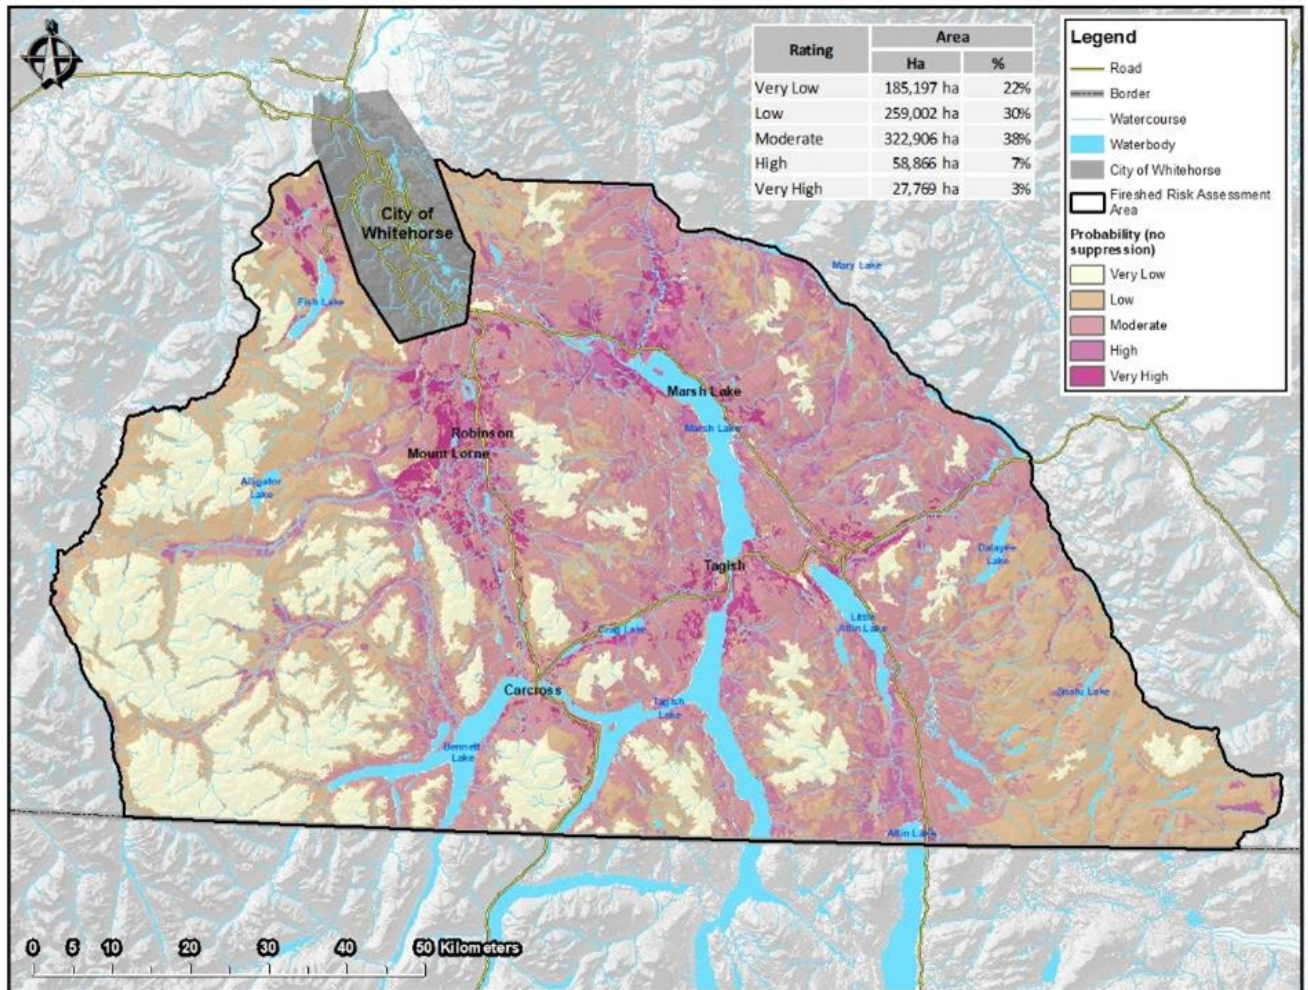 N
Rating
Area
Ha
%
Very Low 185,197 ha 22%
Low 259,002 ha 30%
Moderate 322,906 ha 38%
High 58,866 ha 7%
Very High 27,769 ha 3%
Legend
Road
Border
Watercourse
Waterbody
City of Whitehorse
Fireshed Risk Assessment
Area
Probability (no
suppression)
Very Low
Low
Moderate
High
Very High
City of
Whitehorse
Mary Lake
Fish Lake
Marsh Lake
Marsh Lake
Robinson
Mount Lorne
Alligator
Lake
Dalayee
Lake
Tagish
Little
Atlin Lake
Crag Lake
Carcross
Snafu Lake
Tagish
Lake
Bennett
Lake
Atlin Lake
0 5 10 20 30 40 50 Kilometers